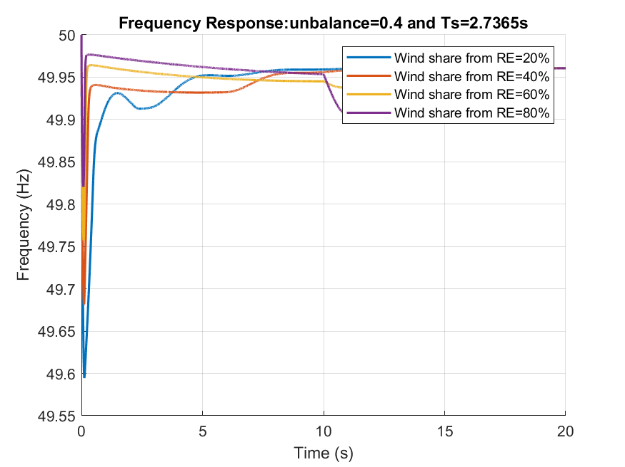 Frequency Response:unbalance=0.4 and Ts=2.7365s
50
49.95
49.9
49.85
49.8
49.75
49.7
49.65
49.6
49.55
Frequency (Hz)
Wind share from RE=20%
Wind share from RE=40%
Wind share from RE=60%
Wind share from RE=80%
0
5
10
15
20
Time (s)